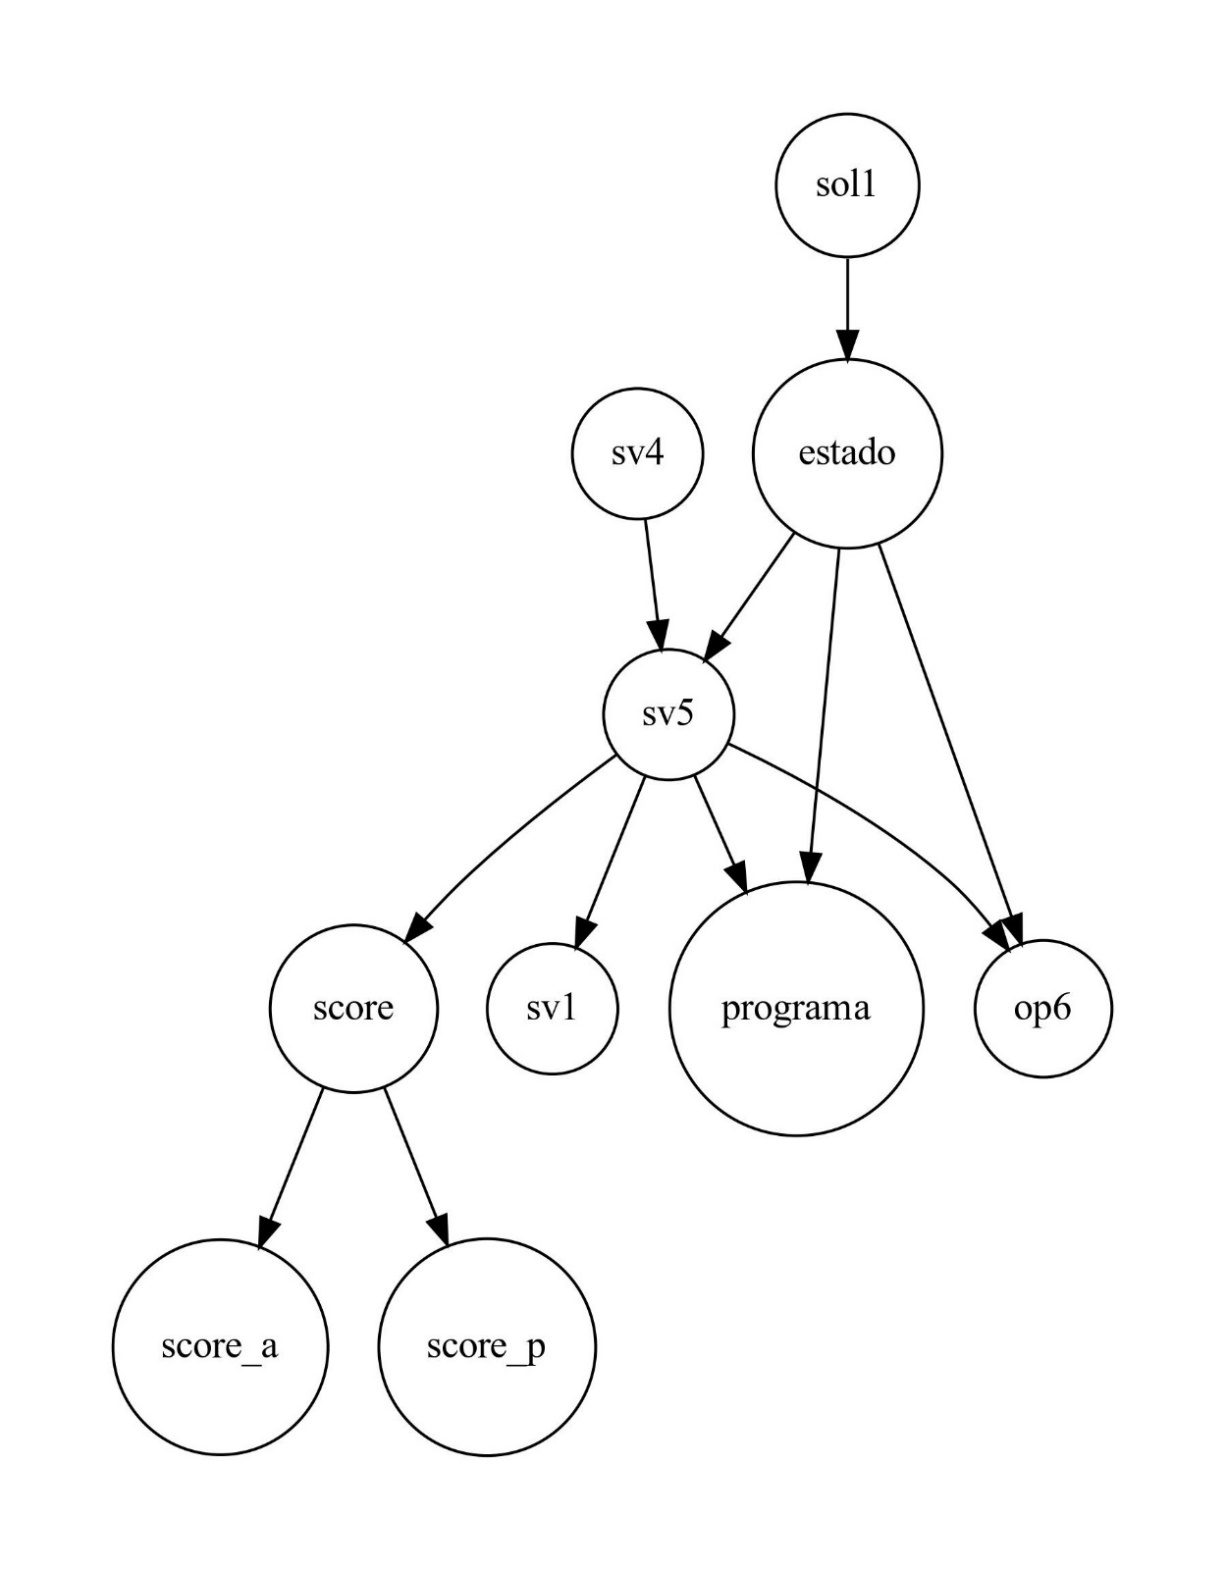 sol1
sv4
estado
sv5
score
sv1
programa
op6
score_a
score_p